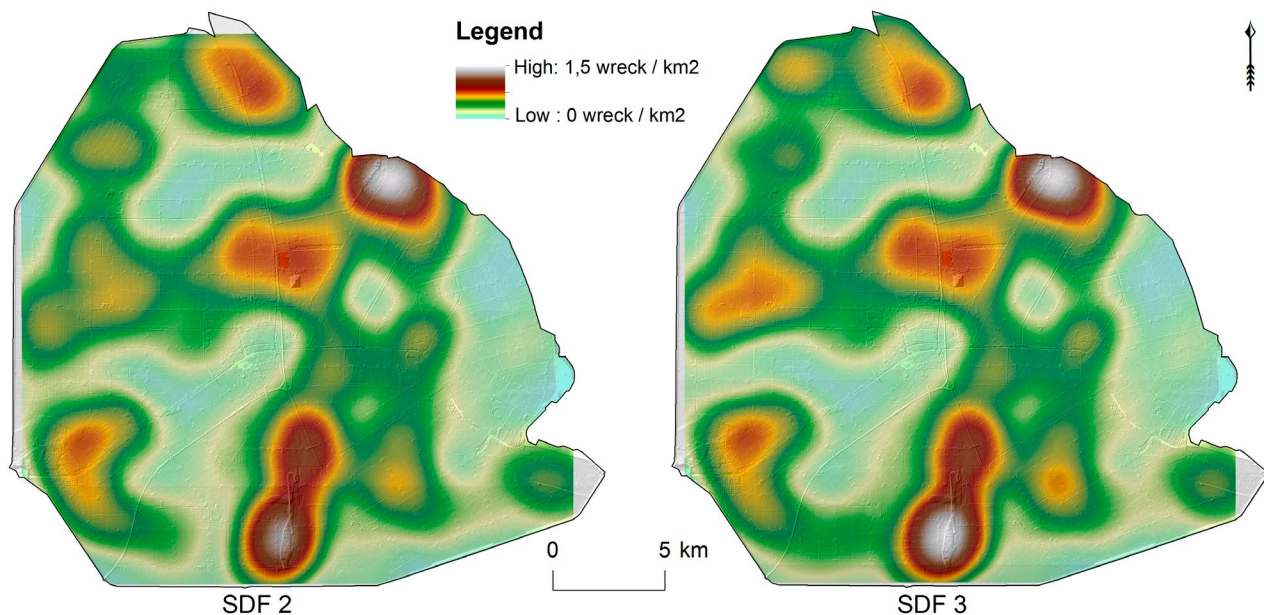 Legend
High: 1,5 wreck / km2
Low : 0 wreck / km2
0 5 km
SDF 2
SDF 3